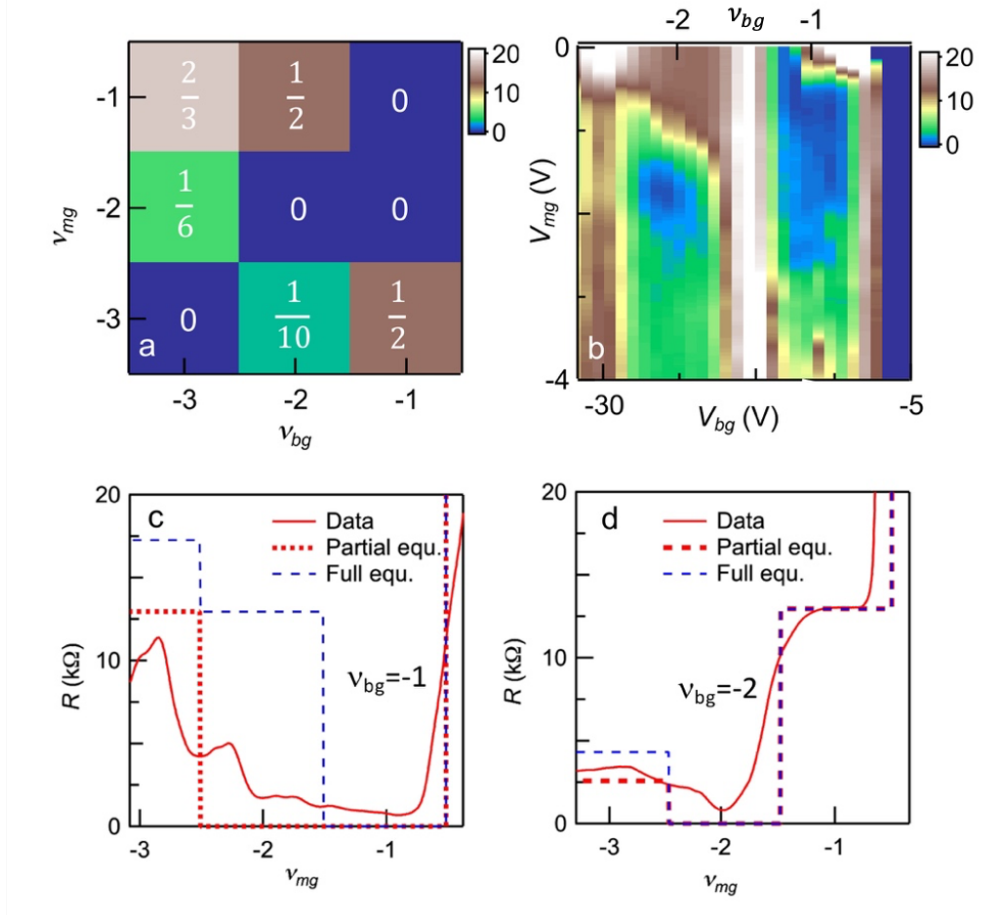 20
10
0
-1
-2
-3
2/3
1/2
0
1/6
0
0
0
1/10
1/2
a
-3
-2
-1
ν_mg
ν_bg
-2
ν_bg
-1
0
-4
V_mg (V)
b
-30
-5
V_bg (V)
20
10
0
20
10
0
R (kΩ)
c
Data
Partial equ.
Full equ.
ν_bg=-1
-3
-2
-1
ν_mg
20
10
0
R (kΩ)
d
Data
Partial equ.
Full equ.
ν_bg=-2
-3
-2
-1
ν_mg